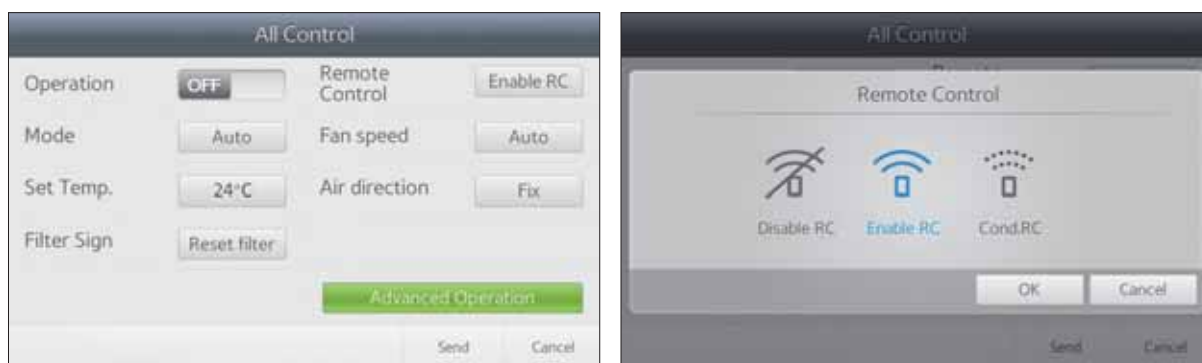 All Control
Operation OFF Remote Control Enable RC
Mode Auto Fan speed Auto
Set Temp. 24°C Air direction Fix
Filter Sign Reset filter
Advanced Operation
Send Cancel
All Control
Remote Control
Disable RC Enable RC Cond.RC
OK Cancel
Send Cancel